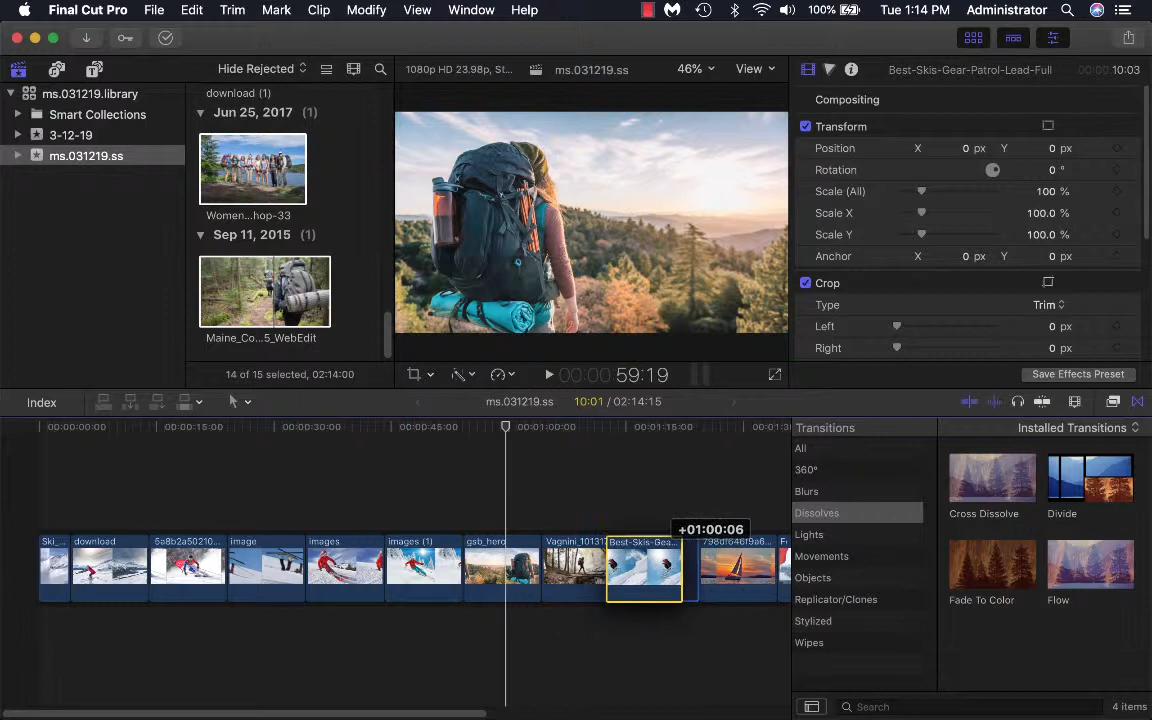 Final Cut Pro File Edit Trim Mark Clip Modify View Window Help 100% Tue 1:14 PM Administrator
Hide Rejected 1080p HD 23.98p, St... ms.031219.ss 46% View Best-Skis-Gear-Patrol-Lead-Full 00:00:10:03
ms.031219.library
Smart Collections
3-12-19
ms.031219.ss
download (1)
Jun 25, 2017 (1)
Women...hop-33
Sep 11, 2015 (1)
Maine_Co...5_WebEdit
14 of 15 selected, 02:14:00
00:00:59:19
Compositing
Transform
Position X 0 px Y 0 px
Rotation 0 °
Scale (All) 100 %
Scale X 100.0 %
Scale Y 100.0 %
Anchor X 0 px Y 0 px
Crop
Type Trim
Left 0 px
Right 0 px
Save Effects Preset
Index ms.031219.ss 10:01 / 02:14:15
00:00:00:00 00:00:15:00 00:00:30:00 00:00:45:00 00:01:00:00 00:01:15:00
+01:00:06
Ski_... download 5a8b2a50210... image images images (1) gsb_hero Vagnini_10131 Best-Skis-Gea... 798df646f9a6...
Transitions
All
360°
Blurs
Dissolves
Lights
Movements
Objects
Replicator/Clones
Stylized
Wipes
Installed Transitions
Cross Dissolve Divide
Fade To Color Flow
Search 4 items